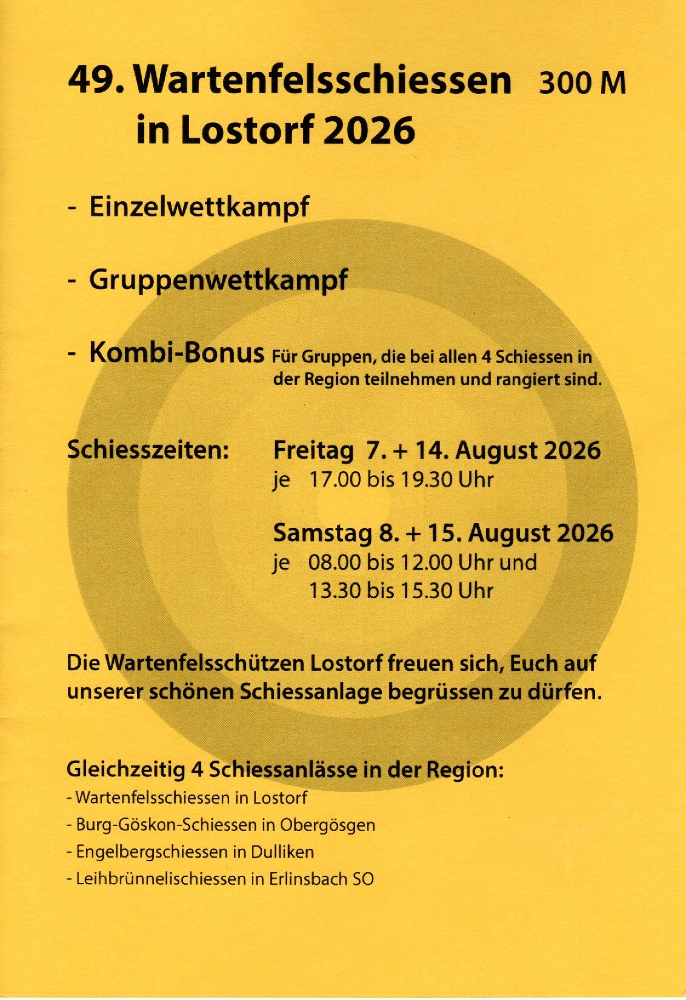 49. Wartenfelsschiessen 300 M
in Lostorf 2026
- Einzelwettkampf
- Gruppenwettkampf
- Kombi-Bonus Für Gruppen, die bei allen 4 Schiessen in
der Region teilnehmen und rangiert sind.
Schiesszeiten: Freitag 7. + 14. August 2026
je 17.00 bis 19.30 Uhr
Samstag 8. + 15. August 2026
je 08.00 bis 12.00 Uhr und
13.30 bis 15.30 Uhr
Die Wartenfelsschützen Lostorf freuen sich, Euch auf
unserer schönen Schiessanlage begrüssen zu dürfen.
Gleichzeitig 4 Schiessanlässe in der Region:
- Wartenfelsschiessen in Lostorf
- Burg-Göskon-Schiessen in Obergösgen
- Engelbergschiessen in Dulliken
- Leihbrünnelischiessen in Erlinsbach SO